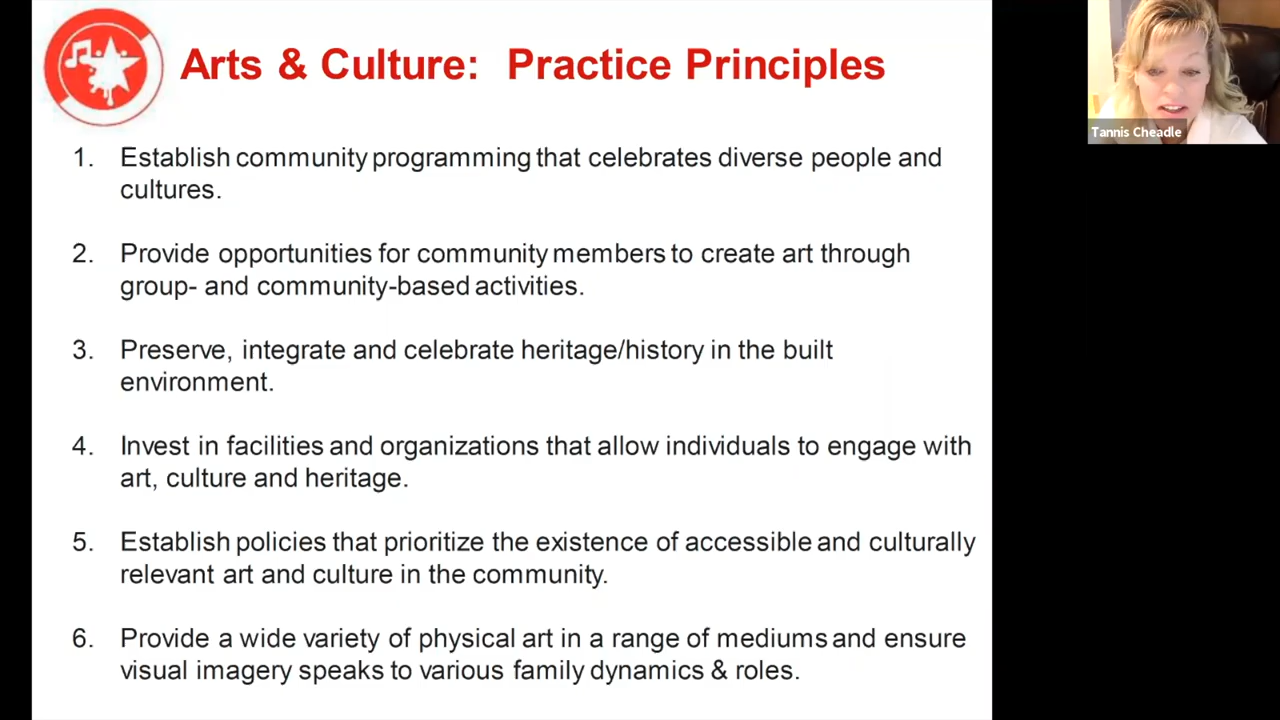 Arts & Culture: Practice Principles
Tannis Cheadle
1. Establish community programming that celebrates diverse people and
cultures.
2. Provide opportunities for community members to create art through
group- and community-based activities.
3. Preserve, integrate and celebrate heritage/history in the built
environment.
4. Invest in facilities and organizations that allow individuals to engage with
art, culture and heritage.
5. Establish policies that prioritize the existence of accessible and culturally
relevant art and culture in the community.
6. Provide a wide variety of physical art in a range of mediums and ensure
visual imagery speaks to various family dynamics & roles.